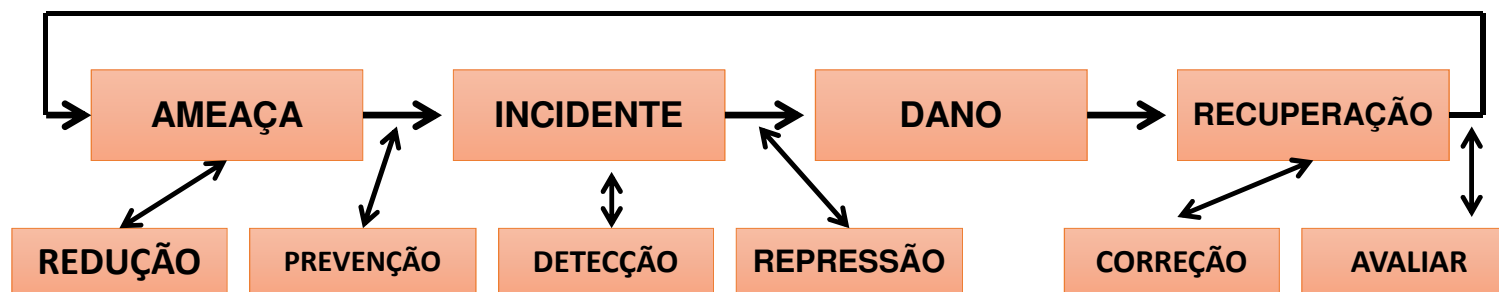 AMEAÇA
INCIDENTE
DANO
RECUPERAÇÃO
REDUÇÃO
PREVENÇÃO
DETECÇÃO
REPRESSÃO
CORREÇÃO
AVALIAR